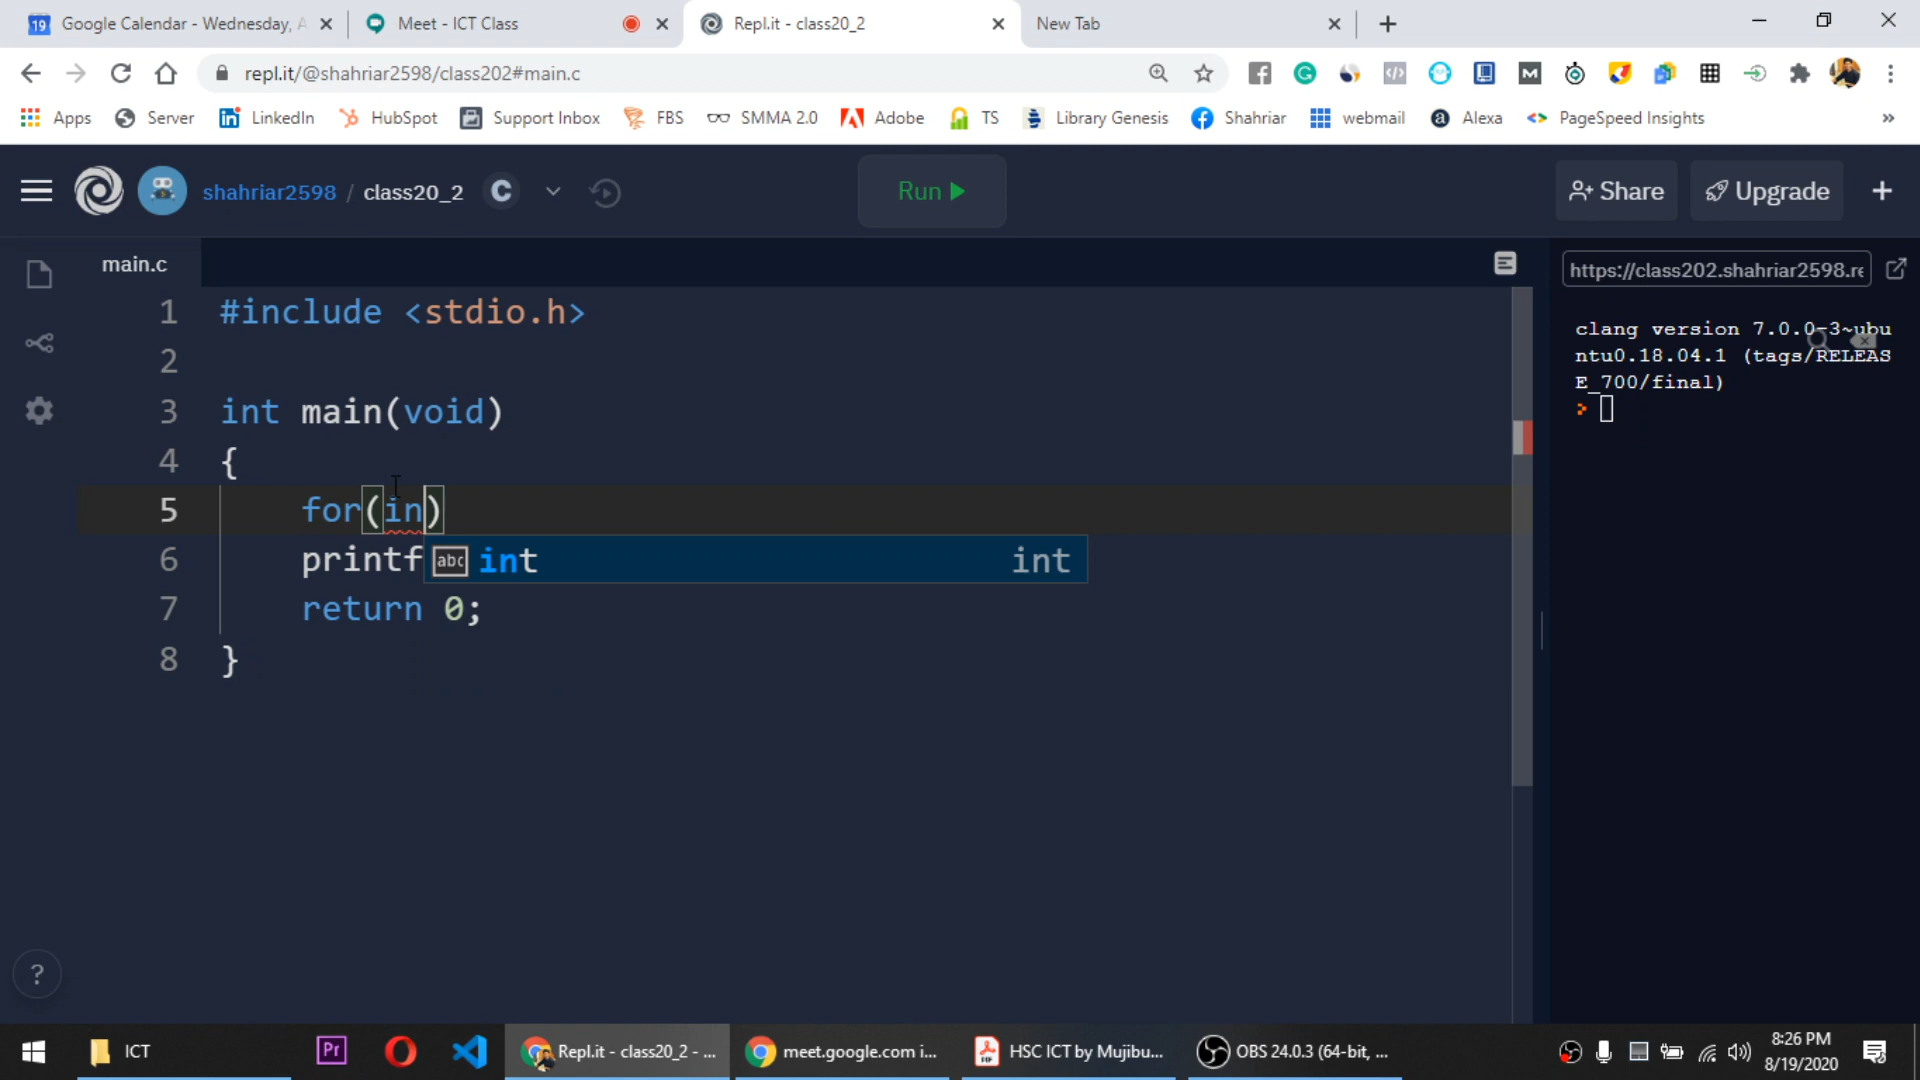 Google Calendar - Wednesday, A
Meet - ICT Class
Repl.it - class20_2
New Tab
repl.it/@shahriar2598/class202#main.c
Apps
Server
LinkedIn
HubSpot
Support Inbox
FBS
SMMA 2.0
Adobe
TS
Library Genesis
Shahriar
webmail
Alexa
PageSpeed Insights
»
shahriar2598 / class20_2
C
Run
Share
Upgrade
main.c
1 #include <stdio.h>
2
3 int main(void)
4 {
5 for(in)
6 printf
abc int int
7 return 0;
8 }
https://class202.shahriar2598.re
clang version 7.0.0-3~ubu
ntu0.18.04.1 (tags/RELEAS
E_700/final)
>
?
ICT
Pr
Repl.it - class20_2 - ...
meet.google.com i...
HSC ICT by Mujibu...
OBS 24.0.3 (64-bit, ...
8:26 PM
8/19/2020